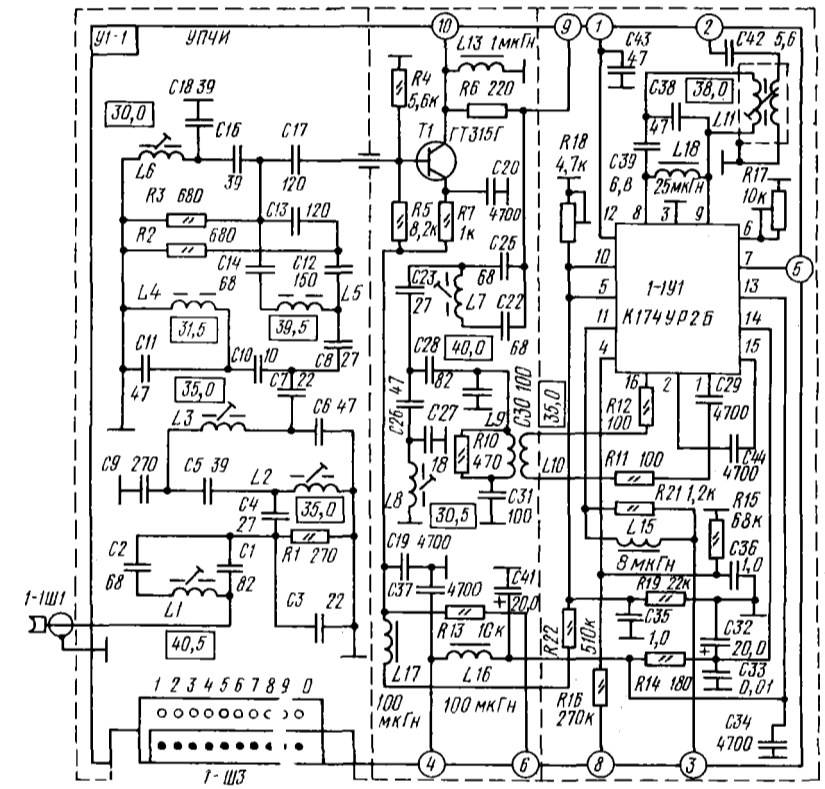 У1-1 УПЧИ 10 9 1 2
L13 1мкГн
C43 47
C42 5,6
C18 39
R4 5,6к
R6 220
C38 47
38,0
L11
30,0
C16 39
C17 120
T1 ГТ315Г
R18 4,7к
C39 6,8
L18 25мкГн
R17 10к
L6
C20 4700
R3 680
R5 8,2к
R7 1к
12 8 3 9 6
R2 680
C13 120
C14 68
C12 150
L5
C25 68
10 7 5
C23 27
L7
C22 68
5 13
1-1У1
К174УР2Б
11 14
4 15
16 2 1
L4
31,5
39,5
C11 47
C10 10
C8 27
40,0
C28 82
C30 100
35,0
C29 4700
35,0
C7 22
L3
C6 47
C26 47
C27 18
L9
R10 470
R12 100
C44 4700
C9 270
C5 39
L2
35,0
L8
30,5
C31 100
L10
R11 100
R21 1,2к
R15 68к
C4 27
R1 270
L15
8мкГн
C36 1,0
C2 68
C1 82
C19 4700
C37 4700
C41 20,0
+
R19 22к
1-1Ш1
L1
40,5
C3 22
R13
R22 510к
C35 1,0
C32 20,0
+
L17
100 мкГн
L16
100 мкГн
R14 180
C33 0,01
R16 270к
C34 4700
1 2 3 4 5 6 7 8 9 0
1-Ш3
4 6 8 3